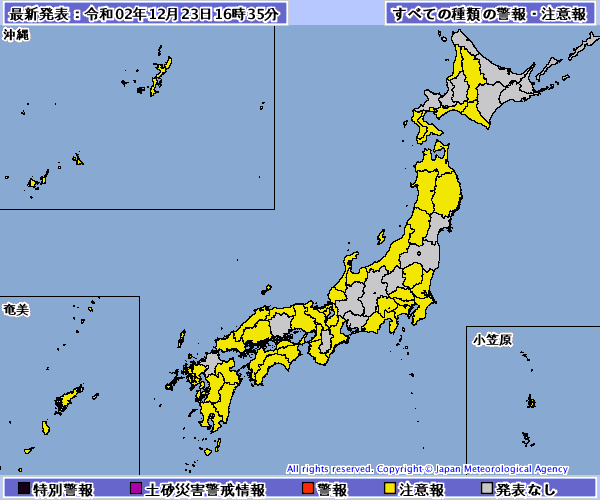 最新発表：令和02年12月23日16時35分
すべての種類の警報・注意報
沖縄
奄美
小笠原
All rights reserved. Copyright © Japan Meteorological Agency
特別警報 土砂災害警戒情報 警報 注意報 発表なし